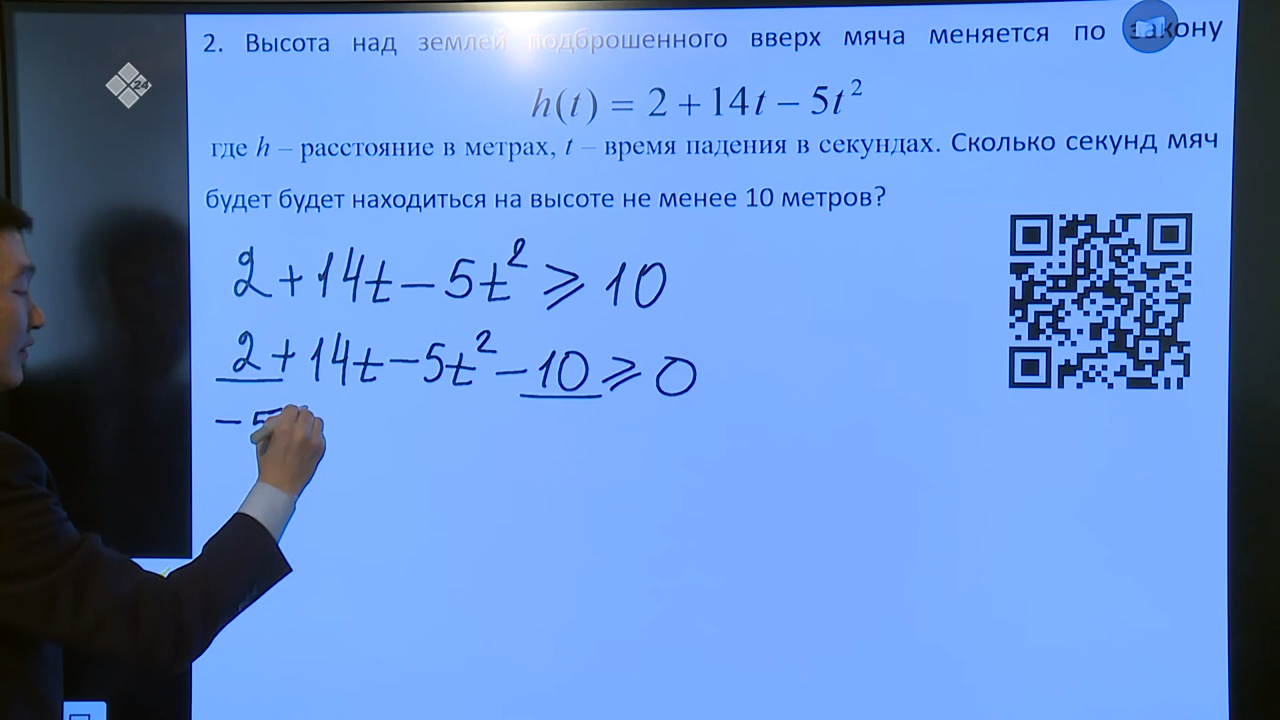 2. Высота над землей подброшенного вверх мяча меняется по закону
h(t) = 2 + 14t − 5t²
где h – расстояние в метрах, t – время падения в секундах. Сколько секунд мяч
будет будет находиться на высоте не менее 10 метров?
2 + 14t − 5t² ⩾ 10
2 + 14t − 5t² − 10 ⩾ 0
− 5
x24